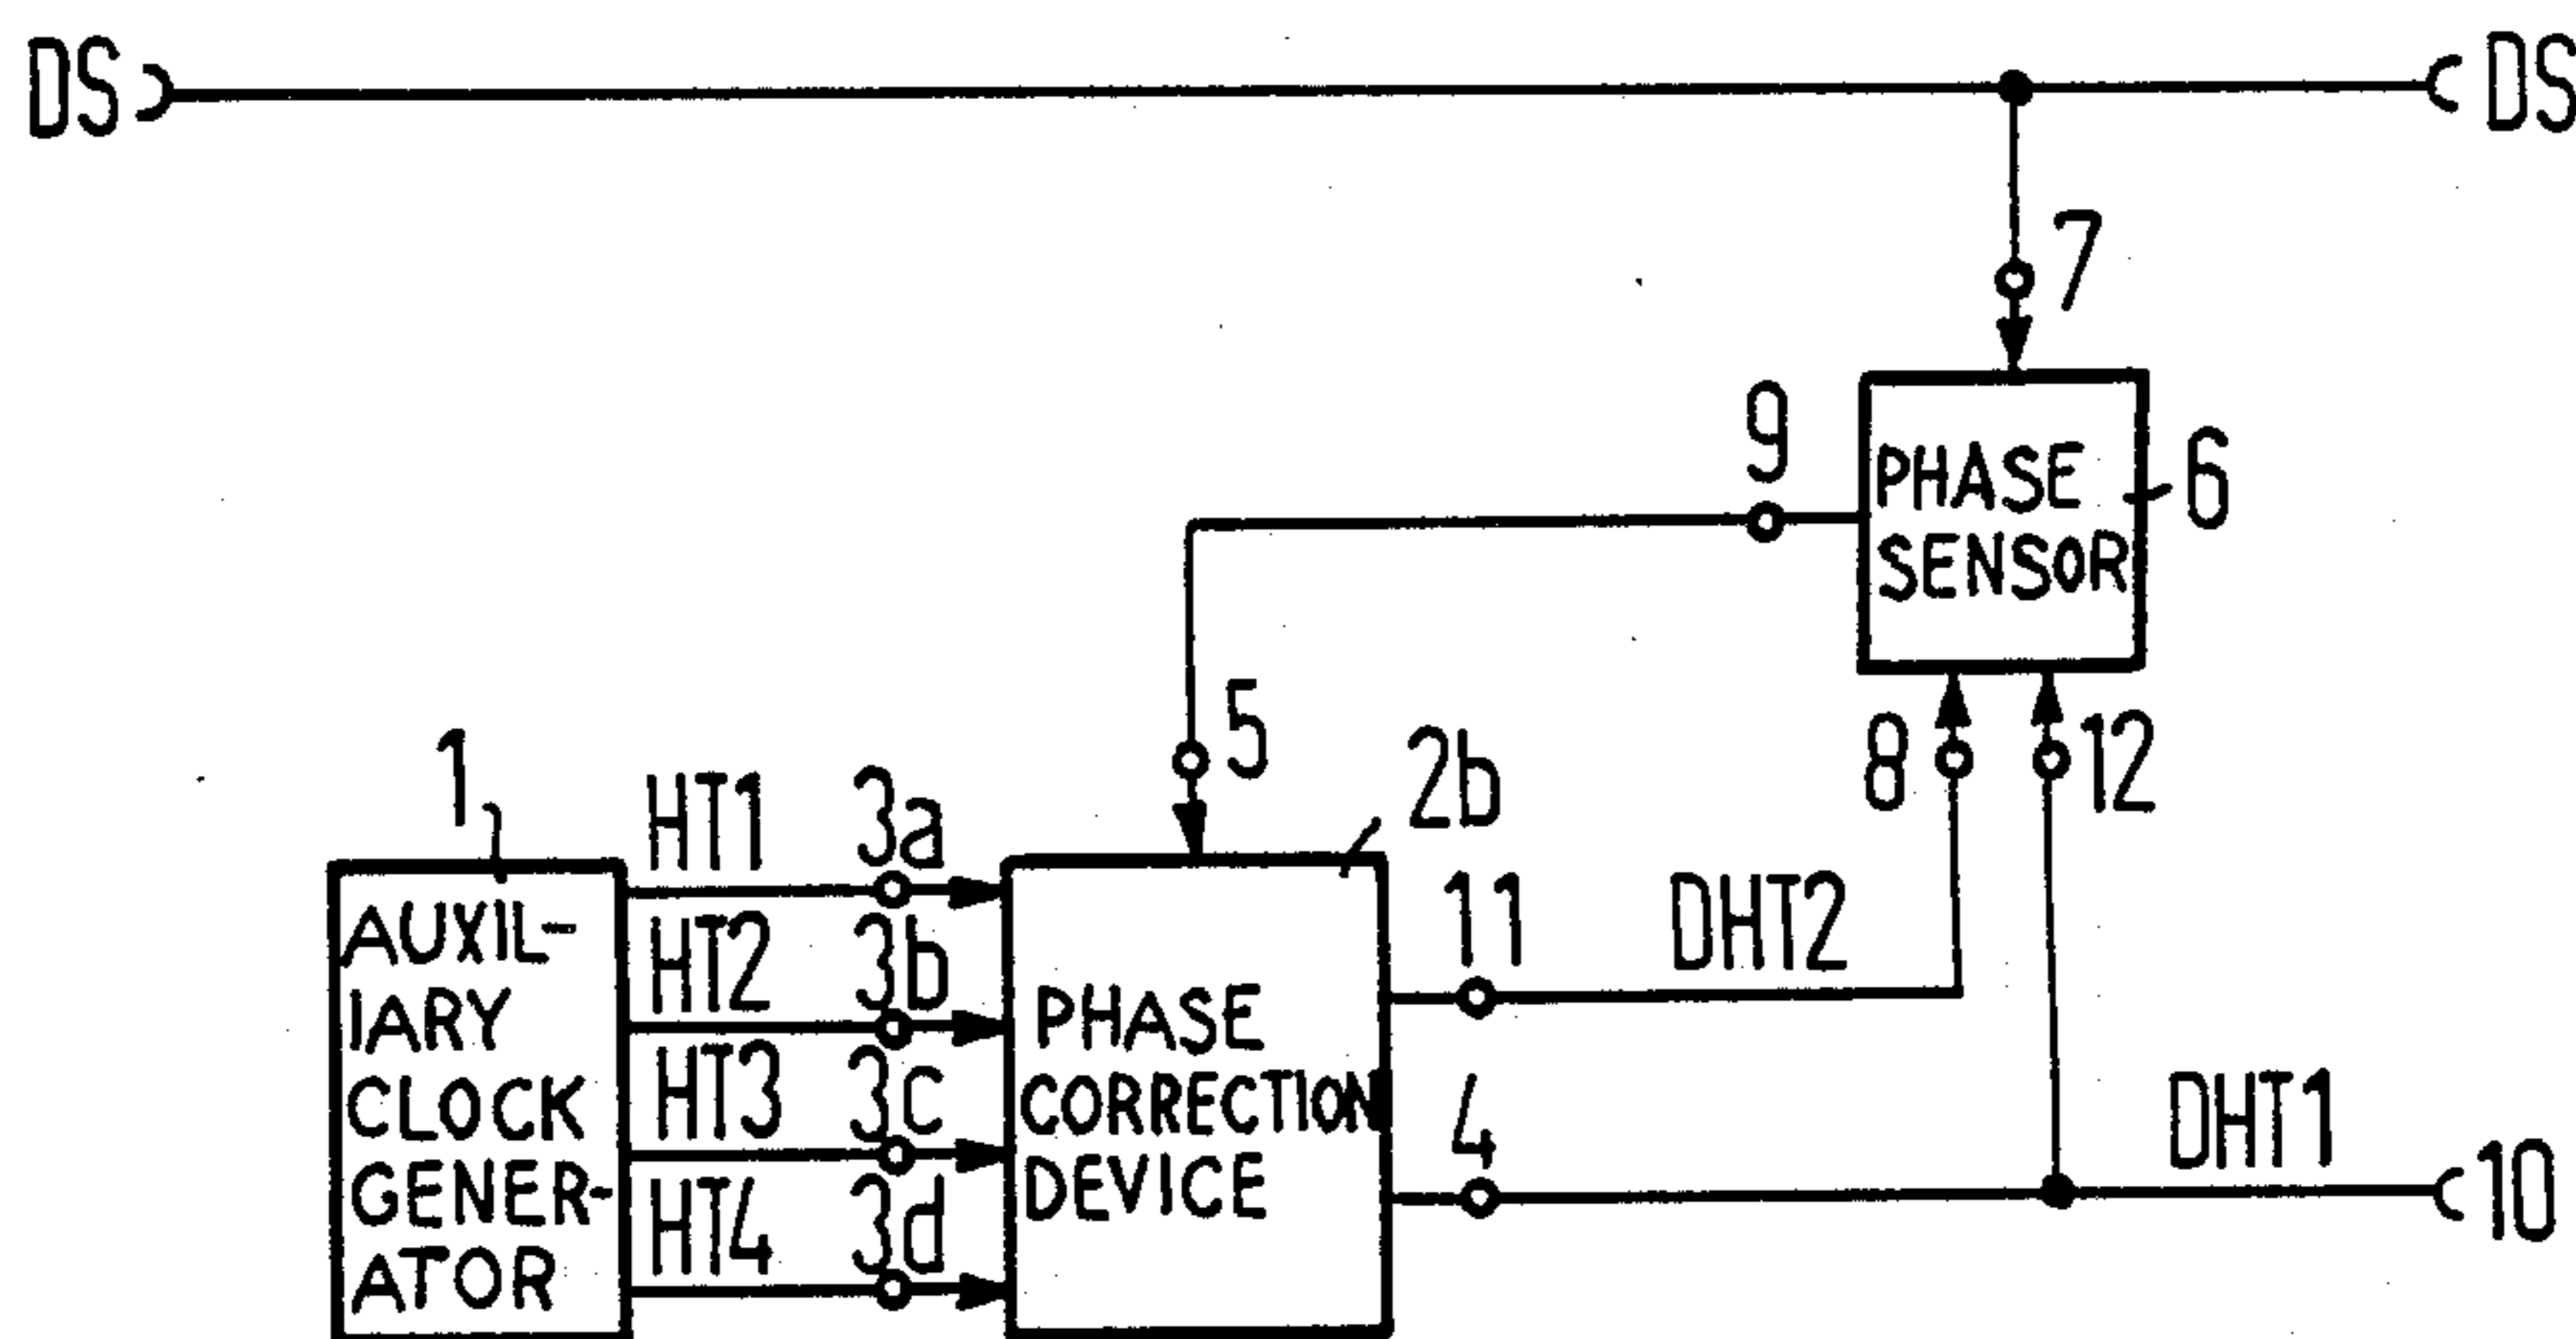 DS
DS
7
9
PHASE
SENSOR
6
5
8
12
1
2b
HT1
3a
HT2
3b
HT3
3c
HT4
3d
AUXIL-
IARY
CLOCK
GENER-
ATOR
PHASE
CORRECTION
DEVICE
11
DHT2
4
DHT1
10